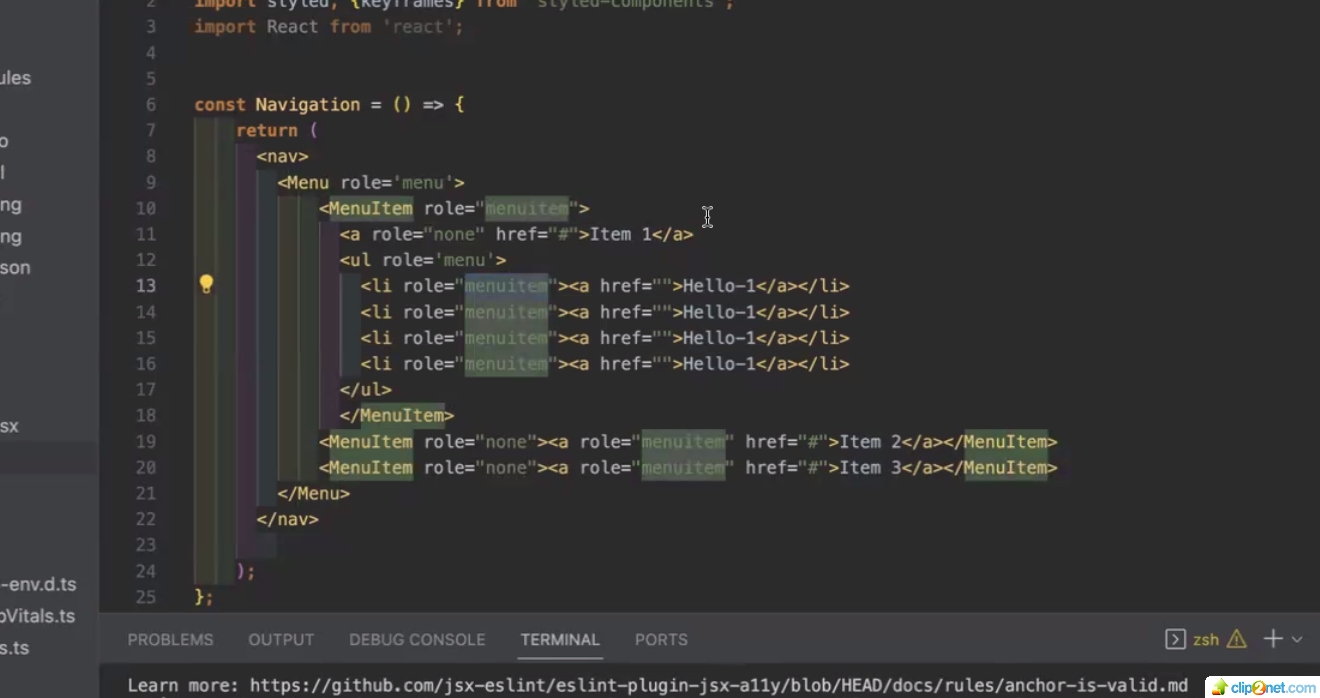 2 import styled, {keyframes} from 'styled-components';
3 import React from 'react';
4
5
6 const Navigation = () => {
7 return (
8 <nav>
9 <Menu role='menu'>
10 <MenuItem role="menuitem">
11 <a role="none" href="#">Item 1</a>
12 <ul role='menu'>
13 <li role="menuitem"><a href="">Hello-1</a></li>
14 <li role="menuitem"><a href="">Hello-1</a></li>
15 <li role="menuitem"><a href="">Hello-1</a></li>
16 <li role="menuitem"><a href="">Hello-1</a></li>
17 </ul>
18 </MenuItem>
19 <MenuItem role="none"><a role="menuitem" href="#">Item 2</a></MenuItem>
20 <MenuItem role="none"><a role="menuitem" href="#">Item 3</a></MenuItem>
21 </Menu>
22 </nav>
23
24 );
25 };
ules
o
l
ng
ng
son
sx
-env.d.ts
oVitals.ts
s.ts
PROBLEMS OUTPUT DEBUG CONSOLE TERMINAL PORTS zsh
Learn more: https://github.com/jsx-eslint/eslint-plugin-jsx-a11y/blob/HEAD/docs/rules/anchor-is-valid.md
clip2net.com